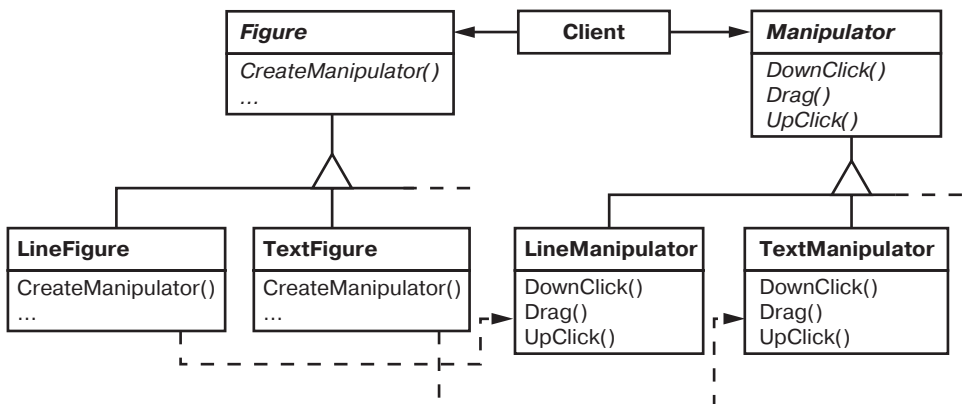 Figure
CreateManipulator()
...
Client
Manipulator
DownClick()
Drag()
UpClick()
LineFigure
CreateManipulator()
...
TextFigure
CreateManipulator()
...
LineManipulator
DownClick()
Drag()
UpClick()
TextManipulator
DownClick()
Drag()
UpClick()